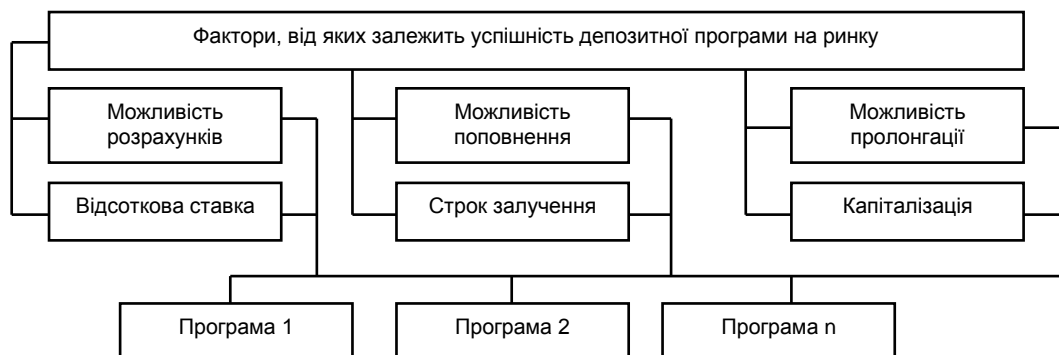 Фактори, від яких залежить успішність депозитної програми на ринку
Можливість
розрахунків
Можливість
поповнення
Можливість
пролонгації
Відсоткова ставка
Строк залучення
Капіталізація
Програма 1
Програма 2
Програма n